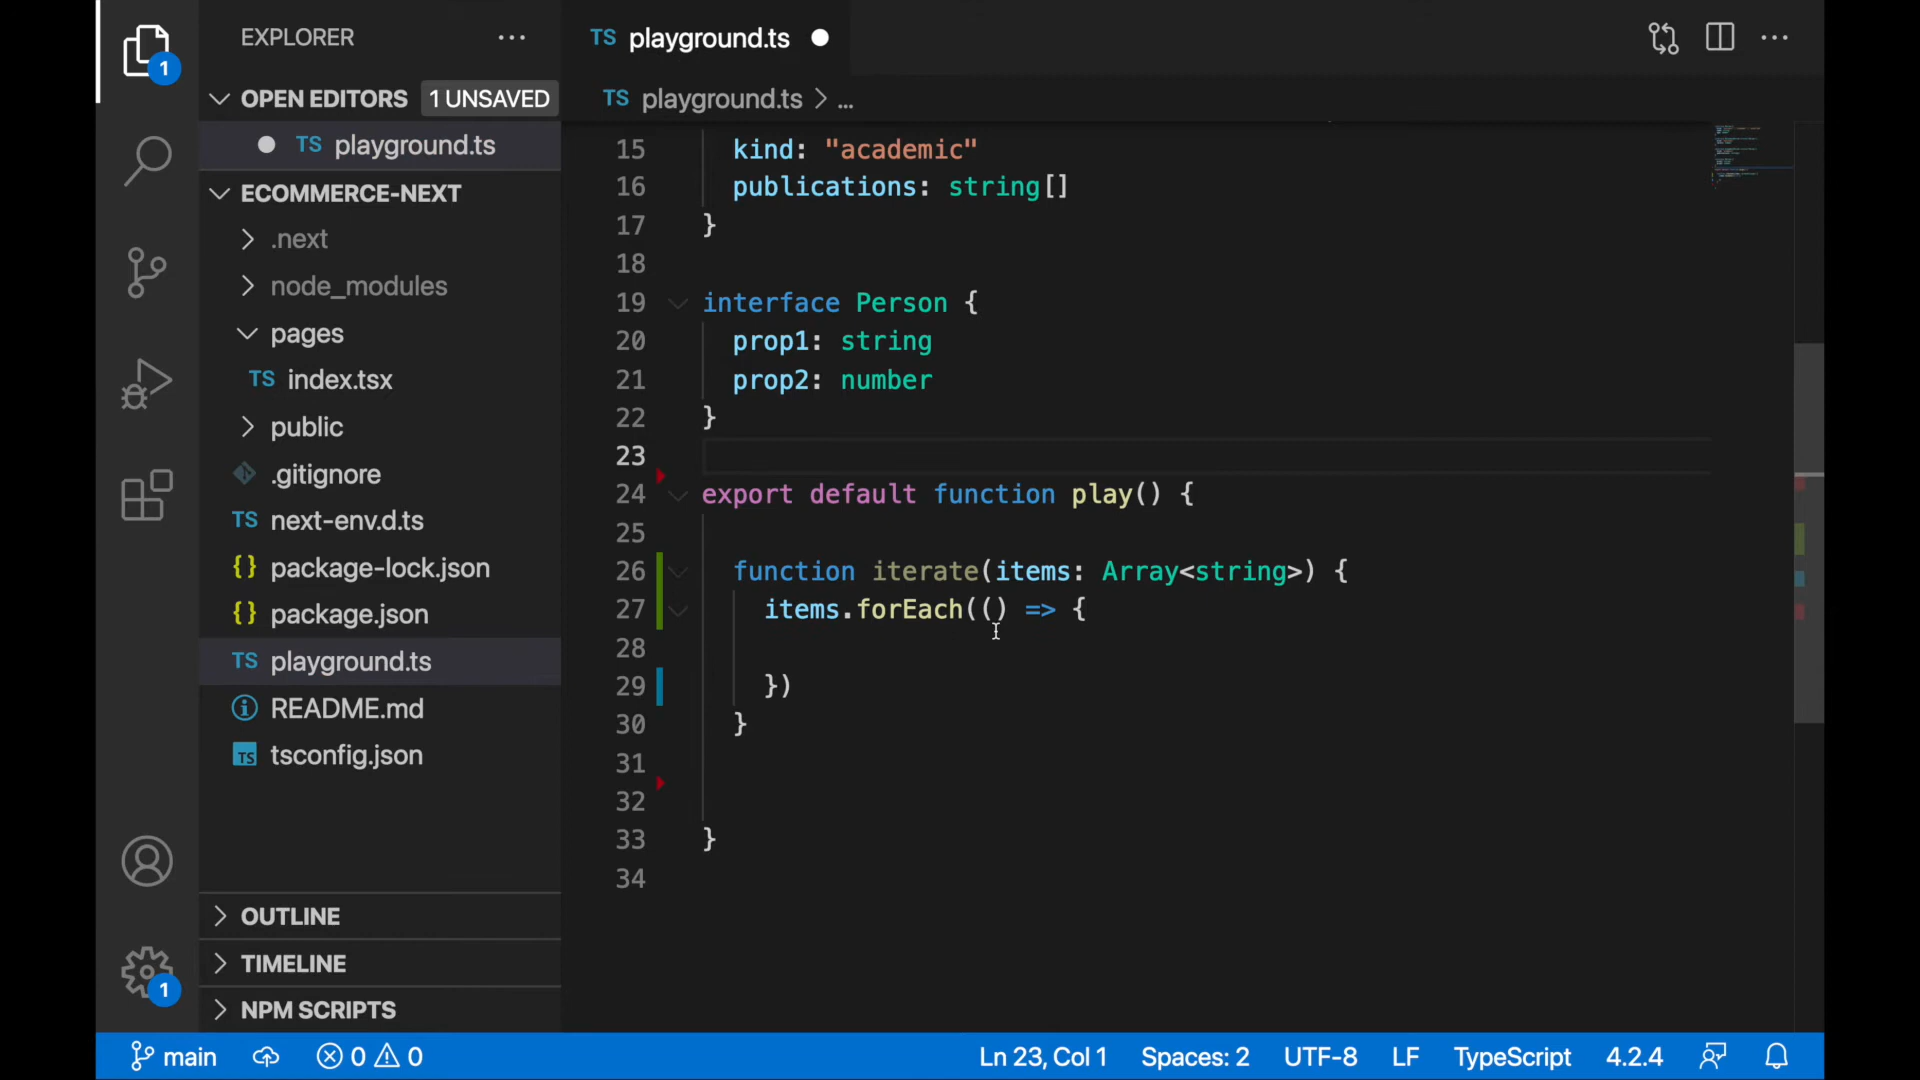 EXPLORER
1
OPEN EDITORS
1 UNSAVED
TS playground.ts
ECOMMERCE-NEXT
.next
node_modules
pages
TS index.tsx
public
.gitignore
TS next-env.d.ts
{} package-lock.json
{} package.json
TS playground.ts
README.md
TS tsconfig.json
OUTLINE
TIMELINE
NPM SCRIPTS
1
TS playground.ts
TS playground.ts > ...
15 kind: "academic"
16 publications: string[]
17 }
18
19 interface Person {
20 prop1: string
21 prop2: number
22 }
23
24 export default function play() {
25
26 function iterate(items: Array<string>) {
27 items.forEach(() => {
28
29 })
30 }
31
32
33 }
34
main 0 0 Ln 23, Col 1 Spaces: 2 UTF-8 LF TypeScript 4.2.4